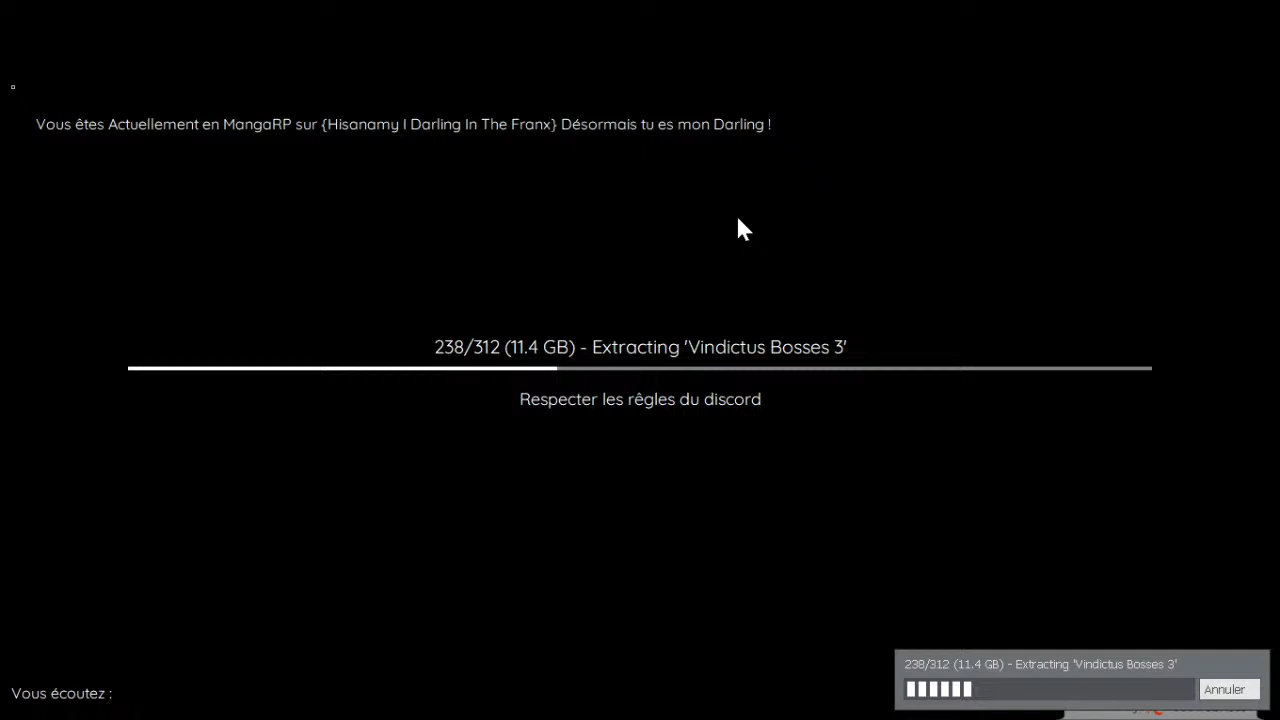 Vous êtes Actuellement en MangaRP sur {Hisanamy I Darling In The Franx} Désormais tu es mon Darling !
238/312 (11.4 GB) - Extracting 'Vindictus Bosses 3'
Respecter les rêgles du discord
Vous écoutez :
238/312 (11.4 GB) - Extracting 'Vindictus Bosses 3'
Annuler